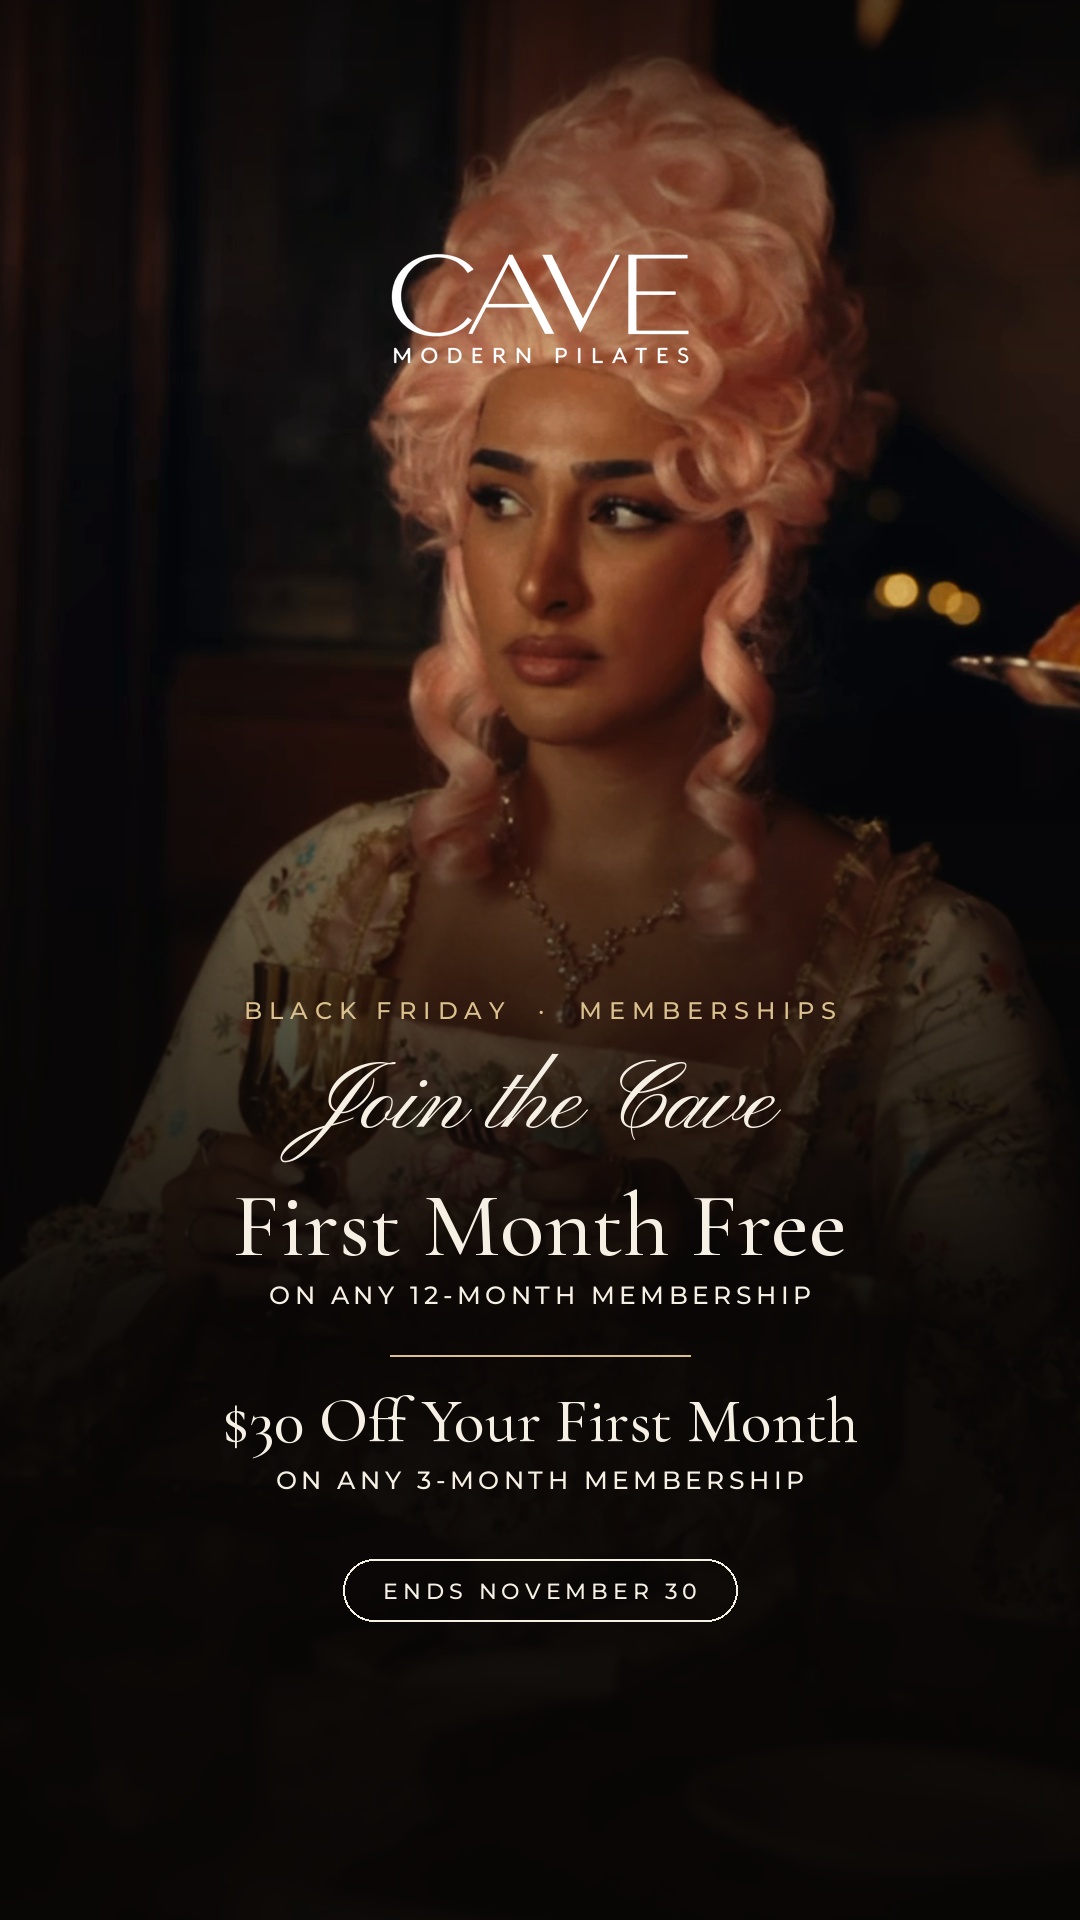 CAVE
MODERN PILATES
BLACK FRIDAY · MEMBERSHIPS
Join the Cave
First Month Free
ON ANY 12-MONTH MEMBERSHIP
$30 Off Your First Month
ON ANY 3-MONTH MEMBERSHIP
ENDS NOVEMBER 30